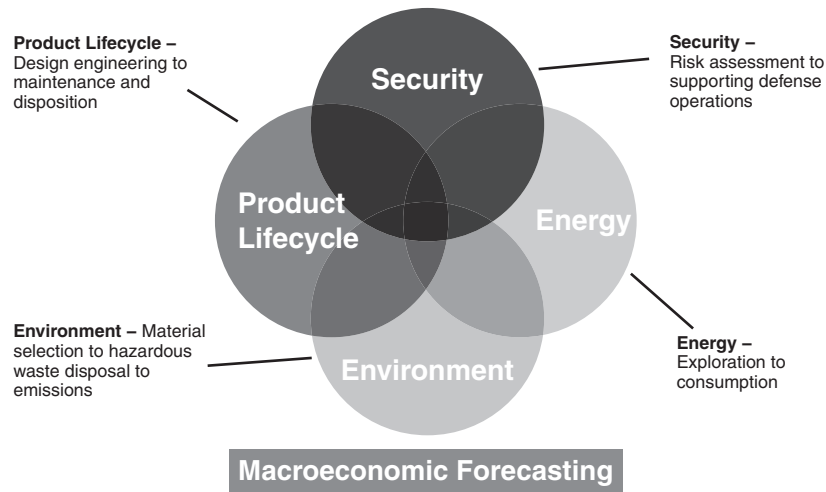 Product Lifecycle –
Design engineering to
maintenance and
disposition
Security –
Risk assessment to
supporting defense
operations
Security
Product
Lifecycle
Energy
Environment
Environment – Material
selection to hazardous
waste disposal to
emissions
Energy –
Exploration to
consumption
Macroeconomic Forecasting